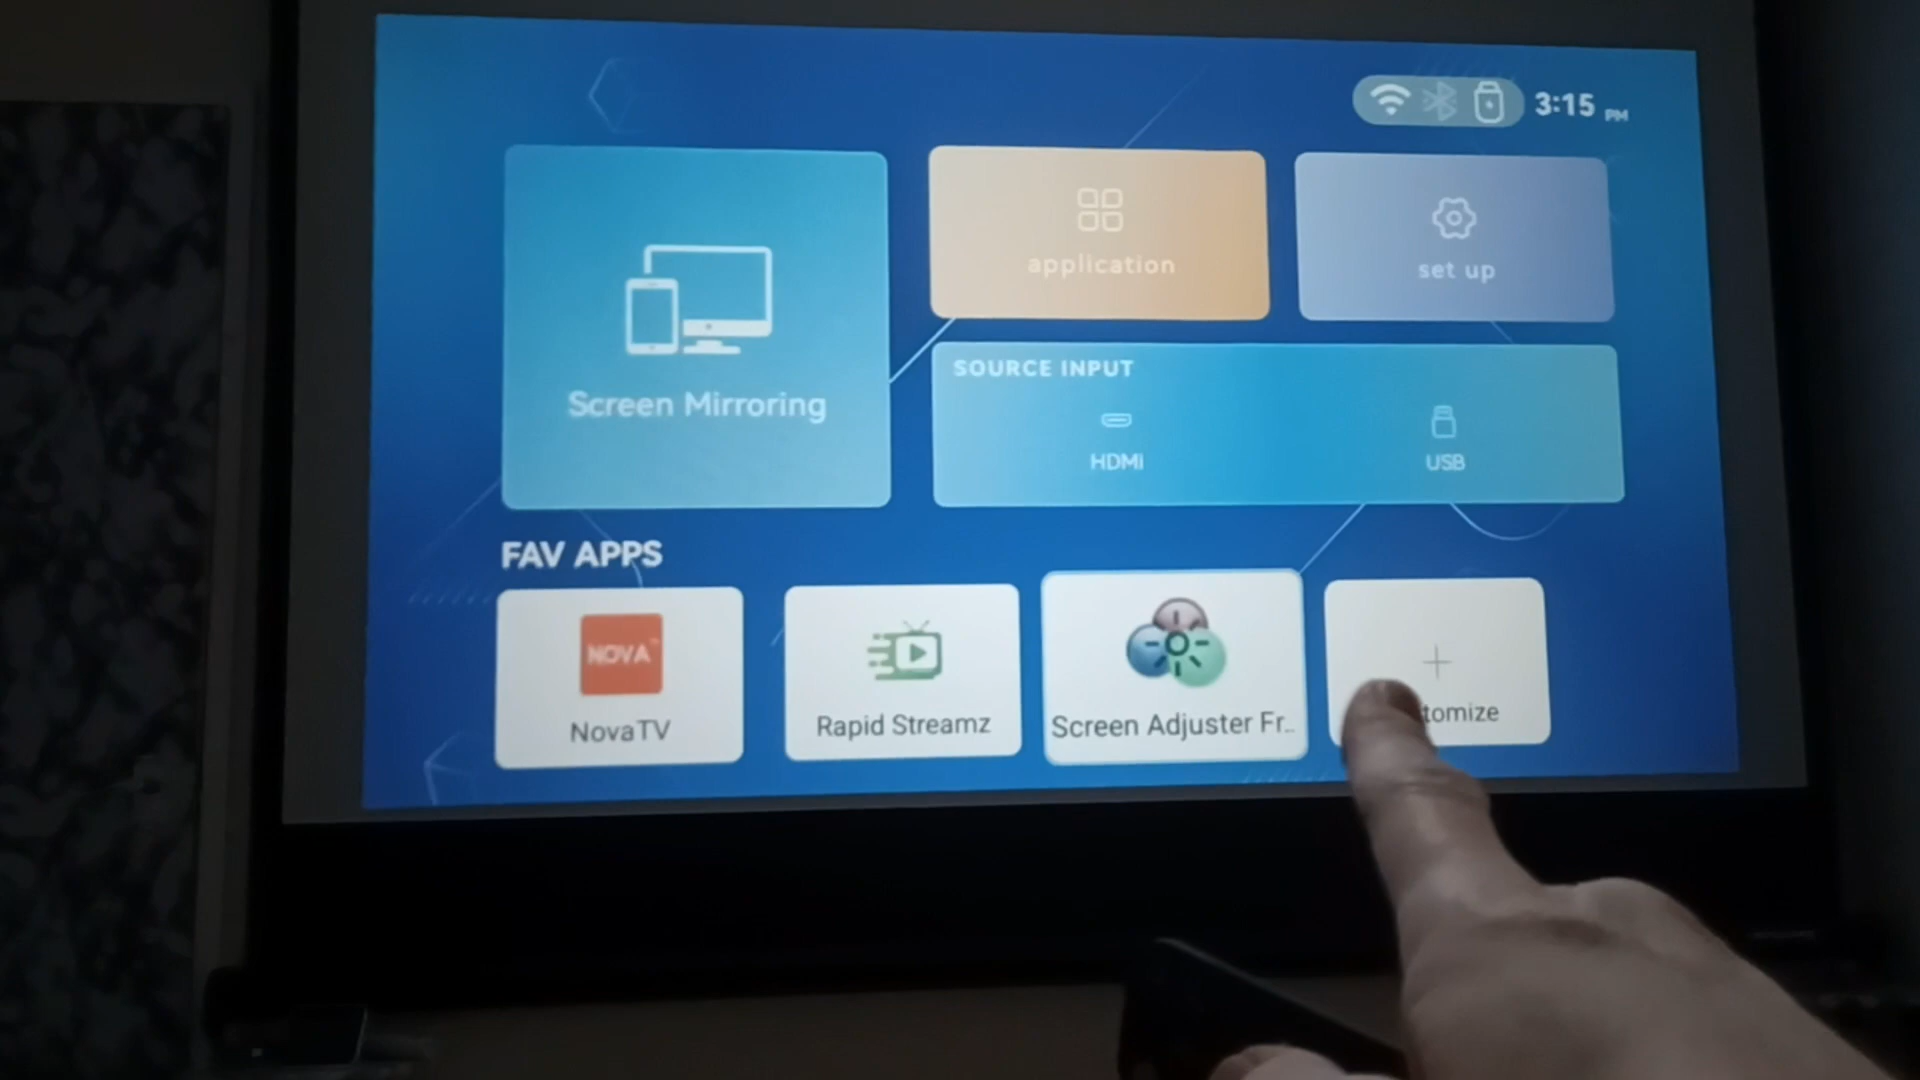 3:15 PM
application
set up
Screen Mirroring
SOURCE INPUT
HDMI
USB
FAV APPS
NOVA™
NovaTV
Rapid Streamz
Screen Adjuster Fr..
tomize